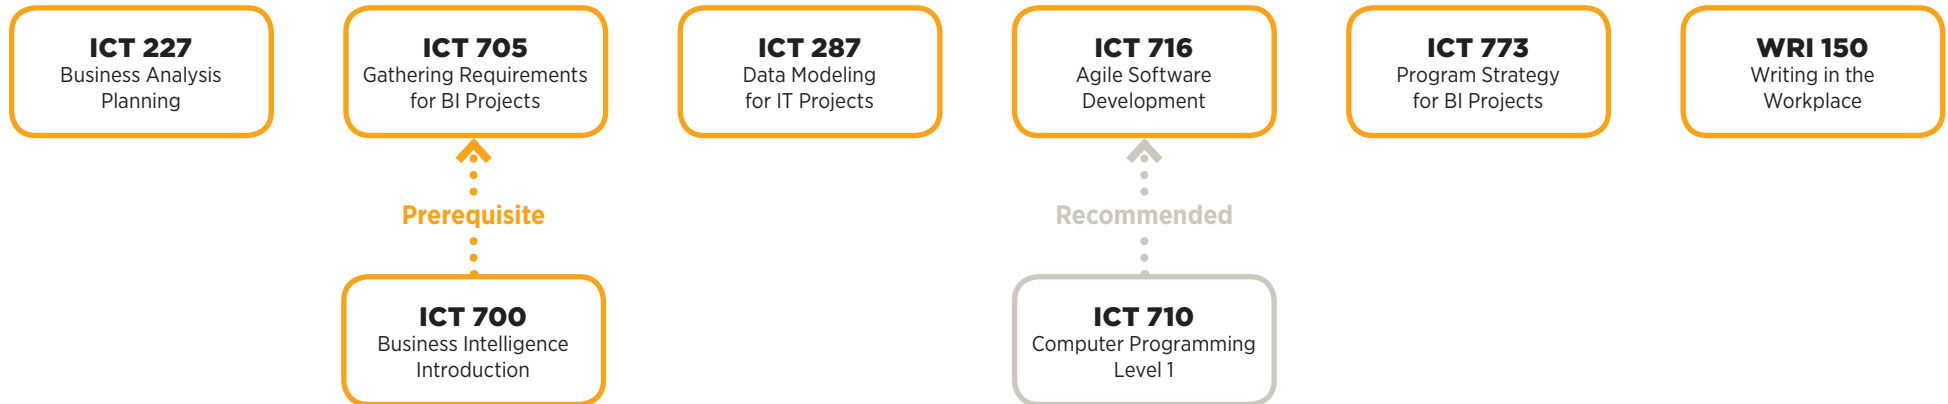 ICT 227
Business Analysis
Planning
ICT 705
Gathering Requirements
for BI Projects
ICT 287
Data Modeling
for IT Projects
ICT 716
Agile Software
Development
ICT 773
Program Strategy
for BI Projects
WRI 150
Writing in the
Workplace
Prerequisite
Recommended
ICT 700
Business Intelligence
Introduction
ICT 710
Computer Programming
Level 1